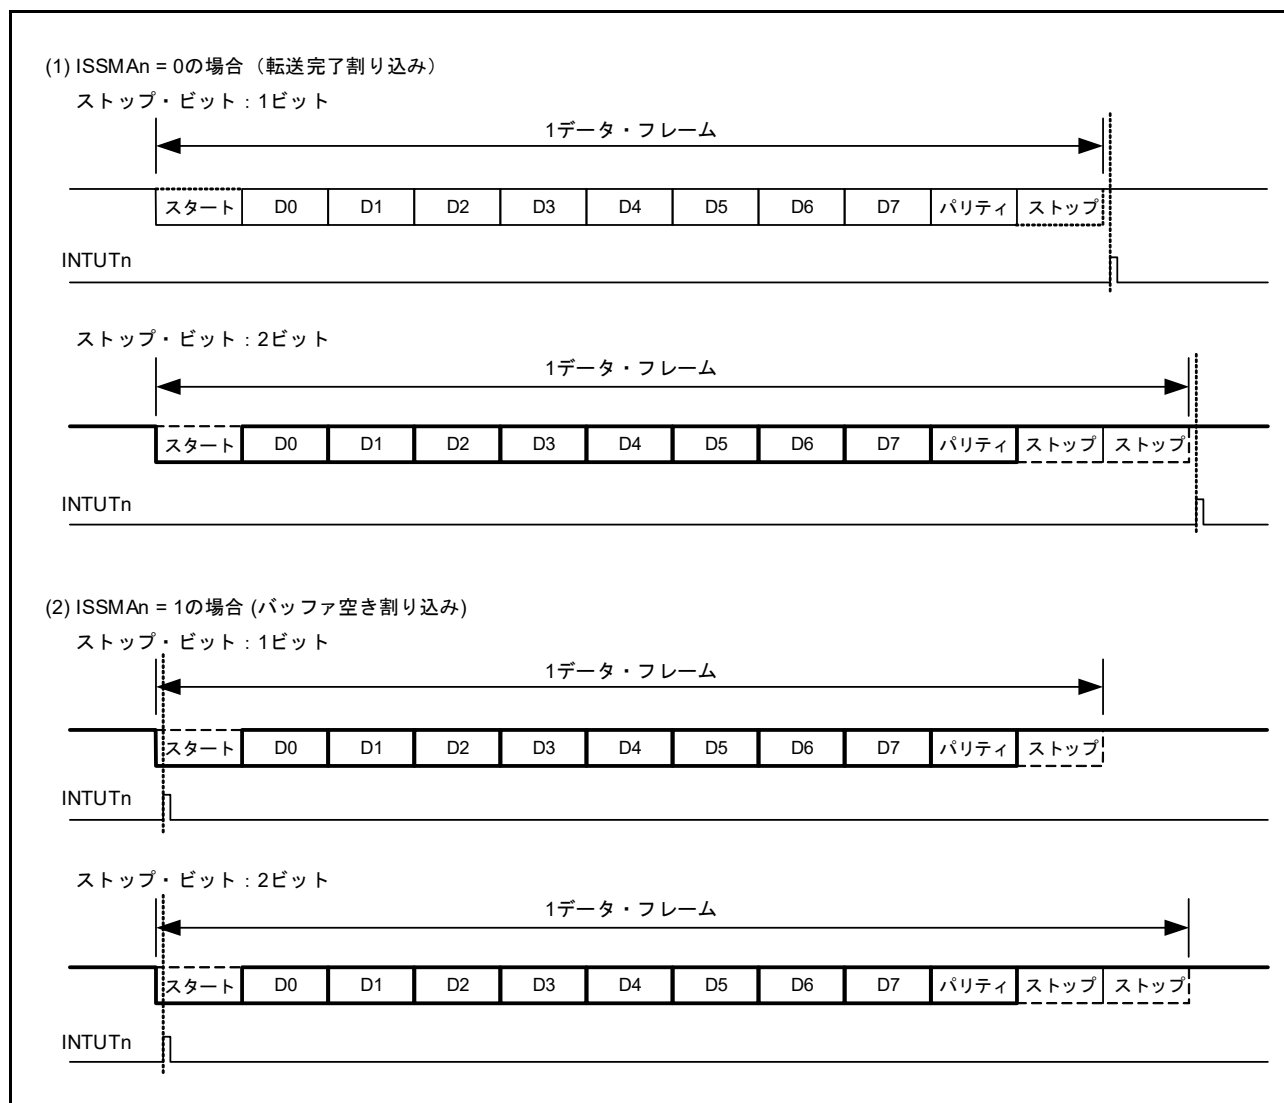 (1) ISSMAn = 0の場合（転送完了割り込み）
ストップ・ビット：1ビット
1データ・フレーム
スタート D0 D1 D2 D3 D4 D5 D6 D7 パリティ ストップ
INTUTn
ストップ・ビット：2ビット
1データ・フレーム
スタート D0 D1 D2 D3 D4 D5 D6 D7 パリティ ストップ ストップ
INTUTn
(2) ISSMAn = 1の場合 (バッファ空き割り込み)
ストップ・ビット：1ビット
1データ・フレーム
スタート D0 D1 D2 D3 D4 D5 D6 D7 パリティ ストップ
INTUTn
ストップ・ビット：2ビット
1データ・フレーム
スタート D0 D1 D2 D3 D4 D5 D6 D7 パリティ ストップ ストップ
INTUTn